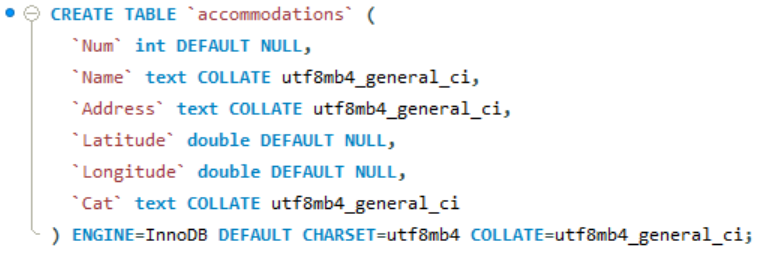 CREATE TABLE `accommodations` (
`Num` int DEFAULT NULL,
`Name` text COLLATE utf8mb4_general_ci,
`Address` text COLLATE utf8mb4_general_ci,
`Latitude` double DEFAULT NULL,
`Longitude` double DEFAULT NULL,
`Cat` text COLLATE utf8mb4_general_ci
) ENGINE=InnoDB DEFAULT CHARSET=utf8mb4 COLLATE=utf8mb4_general_ci;